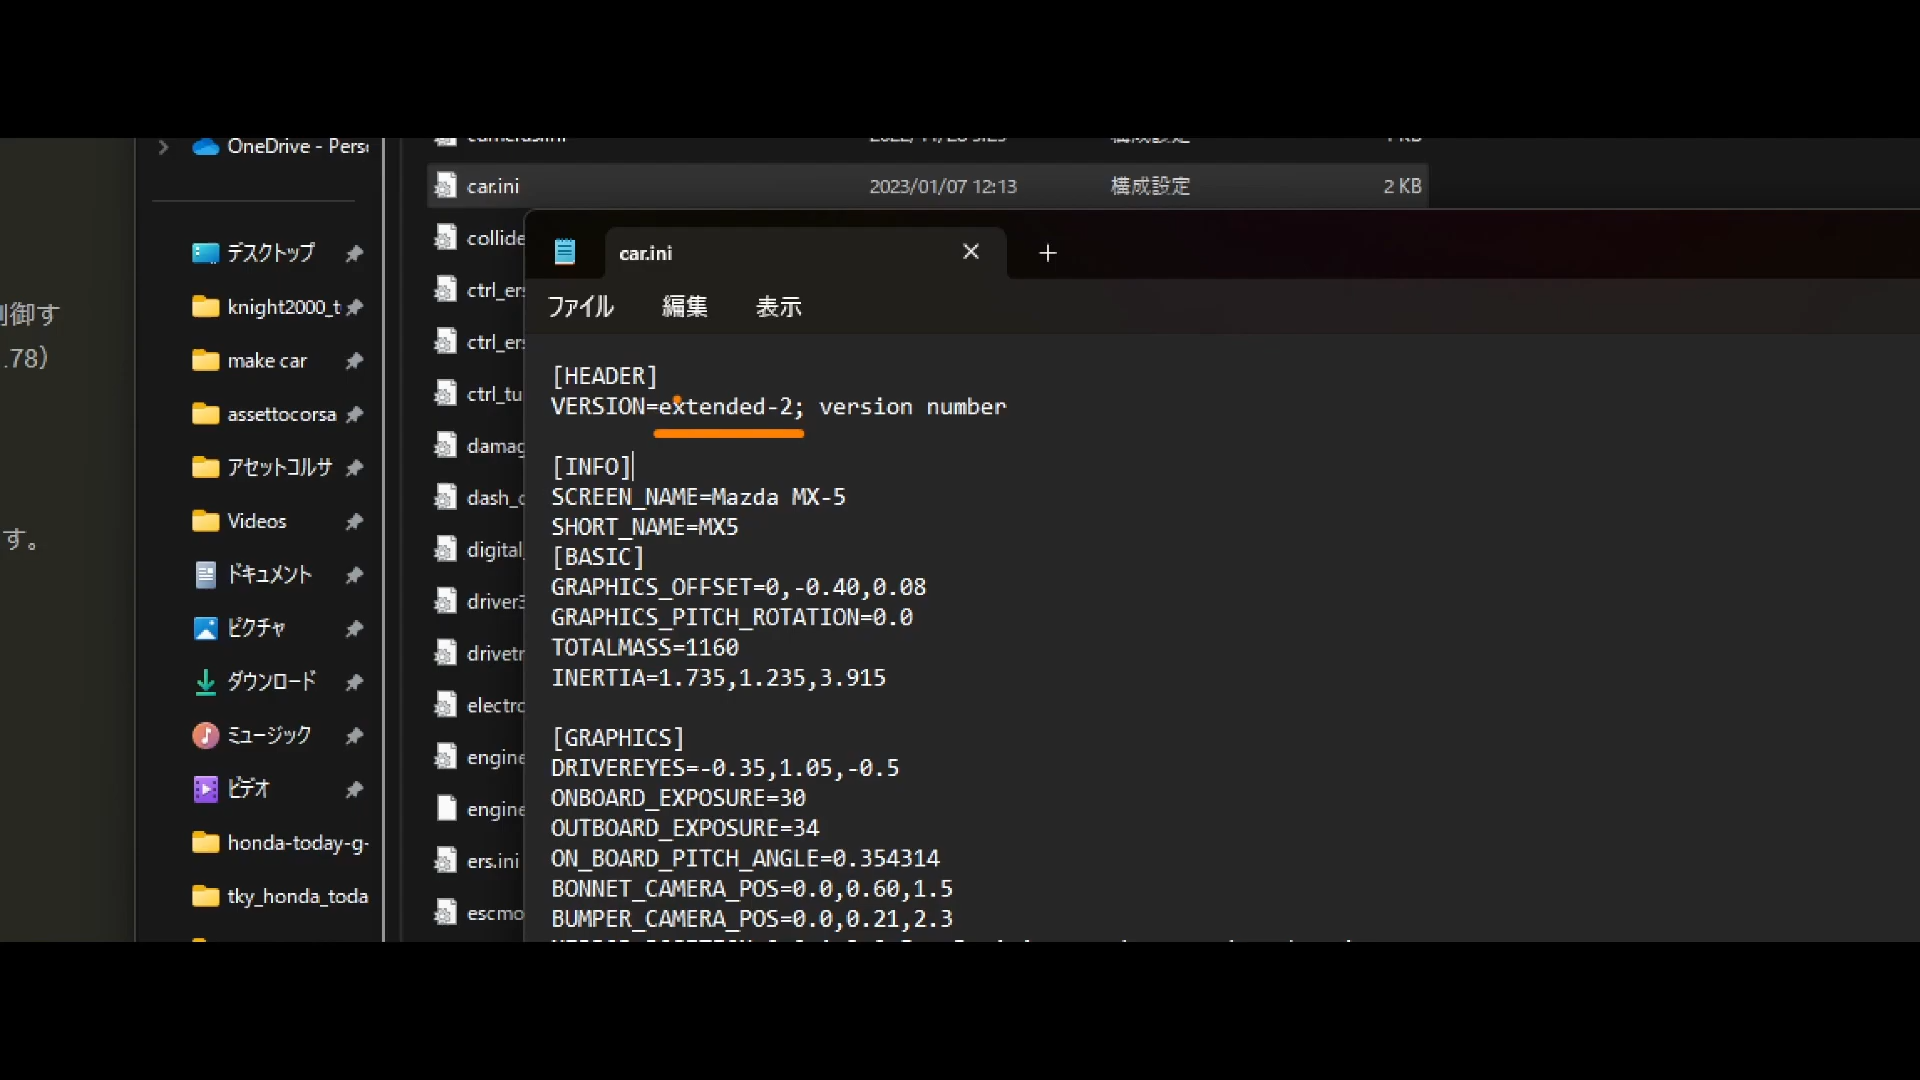 OneDrive - Pers
car.ini
2023/01/07 12:13
構成設定
2 KB
デスクトップ
knight2000_t
make car
assettocorsa
アセットコルサ
Videos
ドキュメント
ピクチャ
ダウンロード
ミュージック
ビデオ
honda-today-g-
tky_honda_toda
御す
.78）
す。
collide
ctrl_ers
ctrl_ers
ctrl_tu
damag
dash_c
digital_
driver3
drivetr
electro
engine
engine
ers.ini
escmo
car.ini
ファイル 編集 表示
[HEADER]
VERSION=extended-2; version number
[INFO]
SCREEN_NAME=Mazda MX-5
SHORT_NAME=MX5
[BASIC]
GRAPHICS_OFFSET=0,-0.40,0.08
GRAPHICS_PITCH_ROTATION=0.0
TOTALMASS=1160
INERTIA=1.735,1.235,3.915
[GRAPHICS]
DRIVEREYES=-0.35,1.05,-0.5
ONBOARD_EXPOSURE=30
OUTBOARD_EXPOSURE=34
ON_BOARD_PITCH_ANGLE=0.354314
BONNET_CAMERA_POS=0.0,0.60,1.5
BUMPER_CAMERA_POS=0.0,0.21,2.3